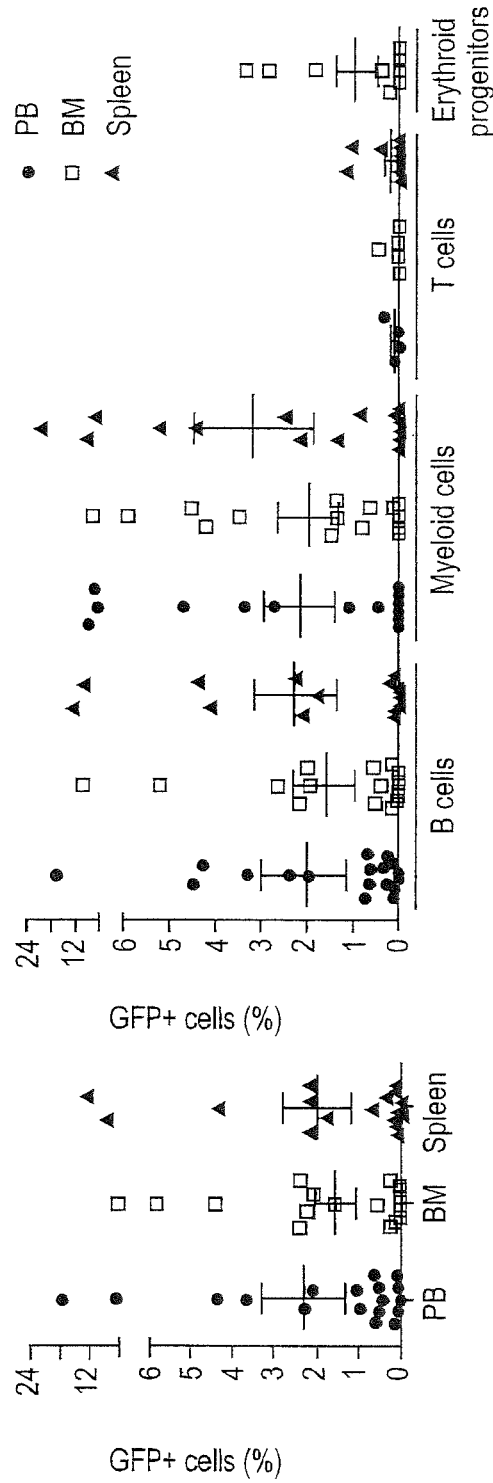 GFP+ cells (%)
24
12
6
5
4
3
2
1
0
PB
BM
Spleen
GFP+ cells (%)
24
12
6
5
4
3
2
1
0
B cells
Myeloid cells
T cells
Erythroid
progenitors
PB
BM
Spleen